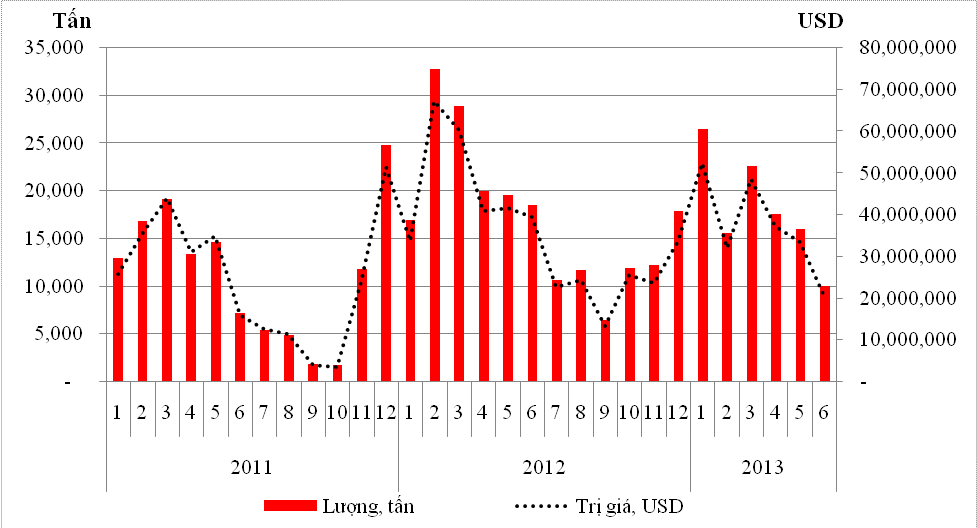 Tấn USD
35,000 80,000,000
30,000 70,000,000
25,000 60,000,000
20,000 50,000,000
15,000 40,000,000
10,000 30,000,000
5,000 20,000,000
- 10,000,000
-
1 2 3 4 5 6 7 8 9 10 11 12 1 2 3 4 5 6 7 8 9 10 11 12 1 2 3 4 5 6
2011 2012 2013
Lượng, tấn Trị giá, USD